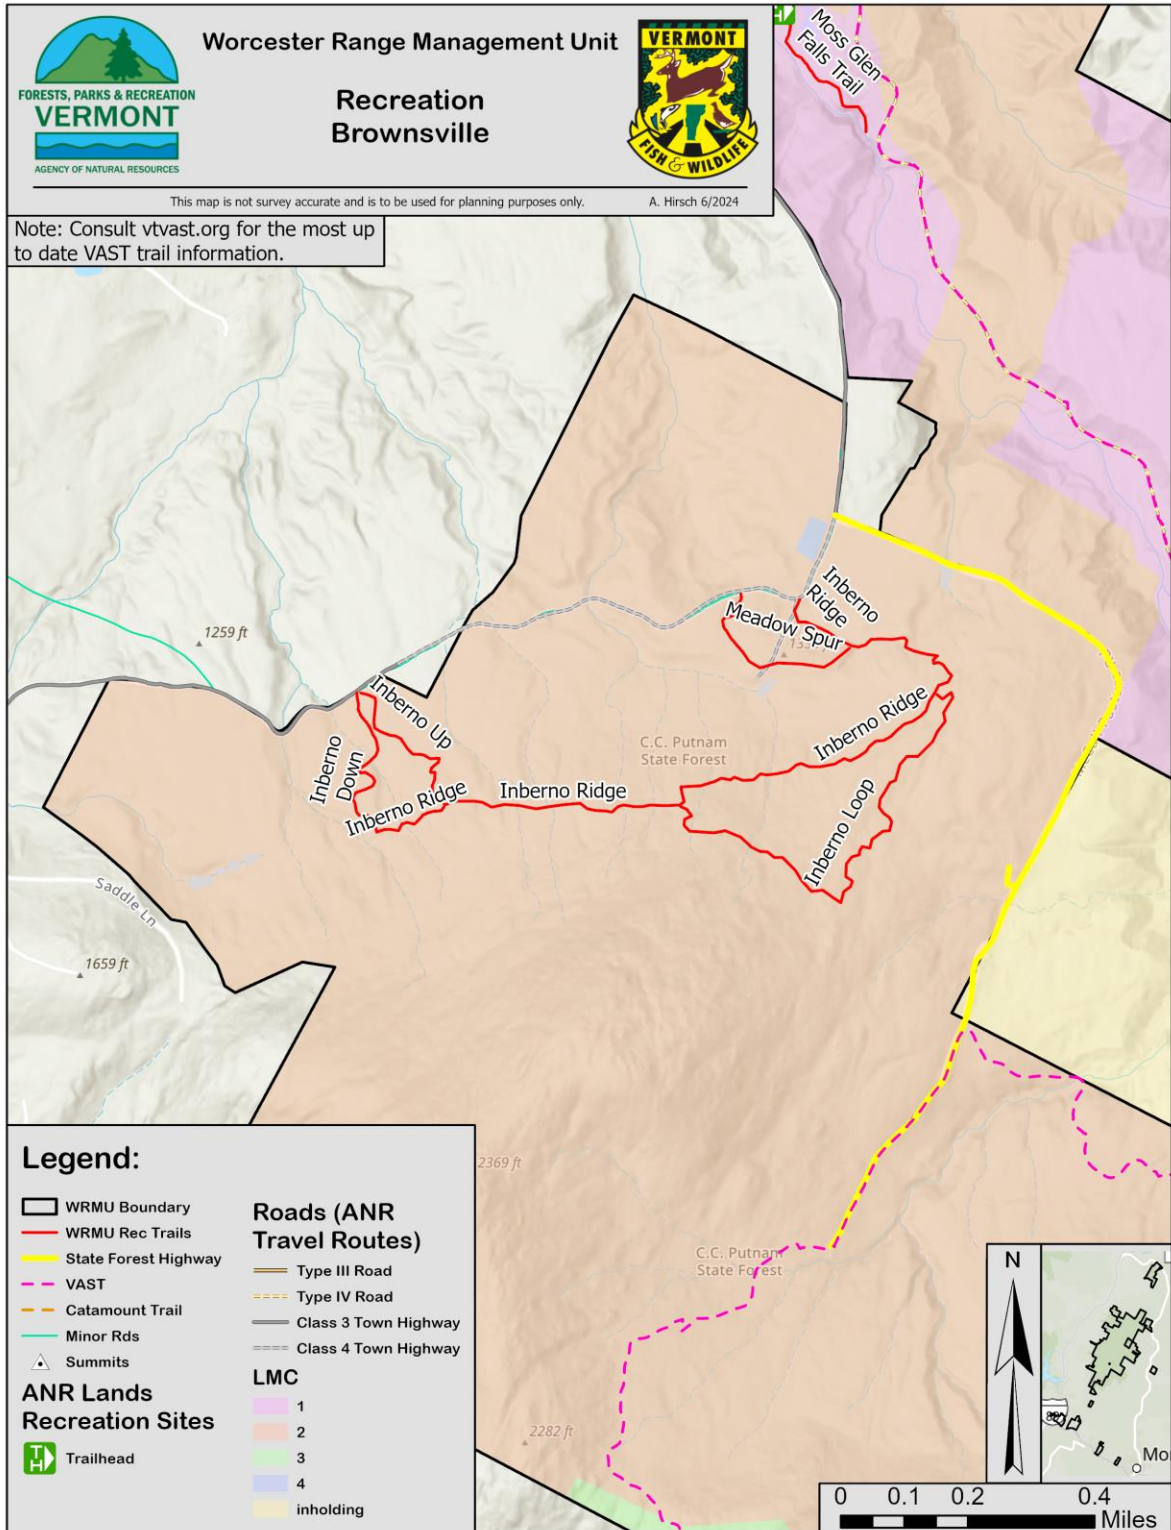 FORESTS, PARKS & RECREATION
VERMONT
AGENCY OF NATURAL RESOURCES
Worcester Range Management Unit
Recreation
Brownsville
VERMONT
FISH & WILDLIFE
This map is not survey accurate and is to be used for planning purposes only.
A. Hirsch 6/2024
Note: Consult vtvast.org for the most up
to date VAST trail information.
TH
Moss Glen
Falls Trail
Inberno
Ridge
Meadow Spur
1259 ft
Inberno Up
Inberno Ridge
C.C. Putnam
State Forest
Inberno
Down
Inberno Ridge
Inberno Ridge
Inberno Loop
Saddle Ln
1659 ft
2369 ft
C.C. Putnam
State Forest
2282 ft
Legend:
WRMU Boundary
WRMU Rec Trails
State Forest Highway
VAST
Catamount Trail
Minor Rds
Summits
ANR Lands
Recreation Sites
TH
Trailhead
Roads (ANR
Travel Routes)
Type III Road
Type IV Road
Class 3 Town Highway
Class 4 Town Highway
LMC
1
2
3
4
inholding
N
Mo
0 0.1 0.2 0.4
Miles